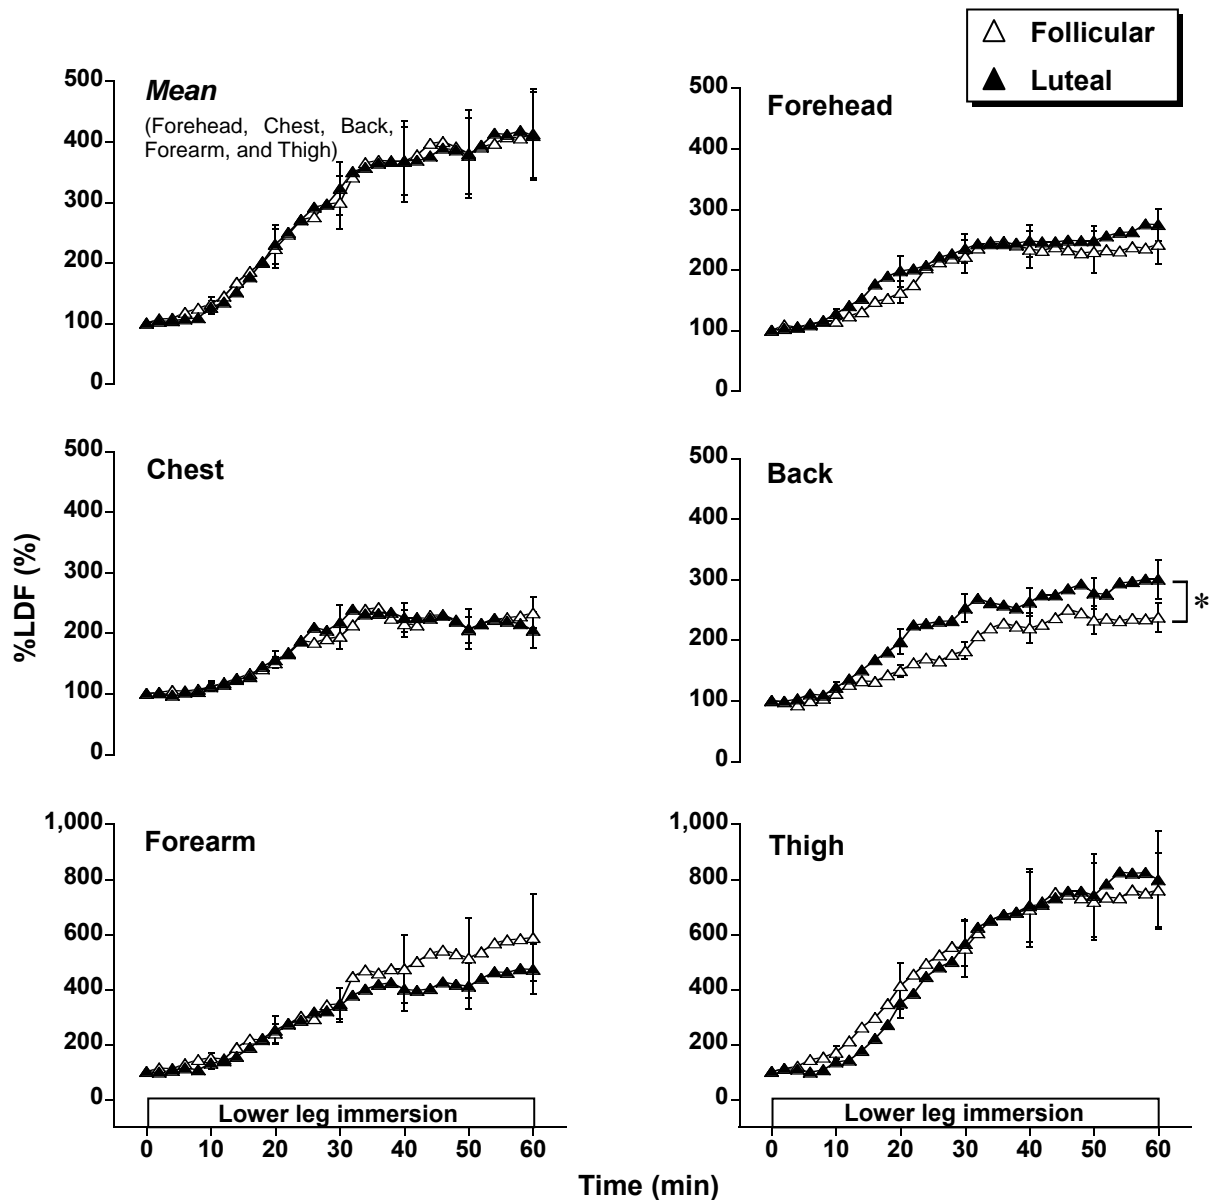 Follicular
Luteal
Mean
(Forehead, Chest, Back,
Forearm, and Thigh)
500
400
300
200
100
0
Forehead
500
400
300
200
100
0
Chest
500
400
300
200
100
0
Back
500
400
300
200
100
0
*
%LDF (%)
Forearm
1,000
800
600
400
200
0
Lower leg immersion
0 10 20 30 40 50 60
Thigh
1,000
800
600
400
200
0
Lower leg immersion
0 10 20 30 40 50 60
Time (min)